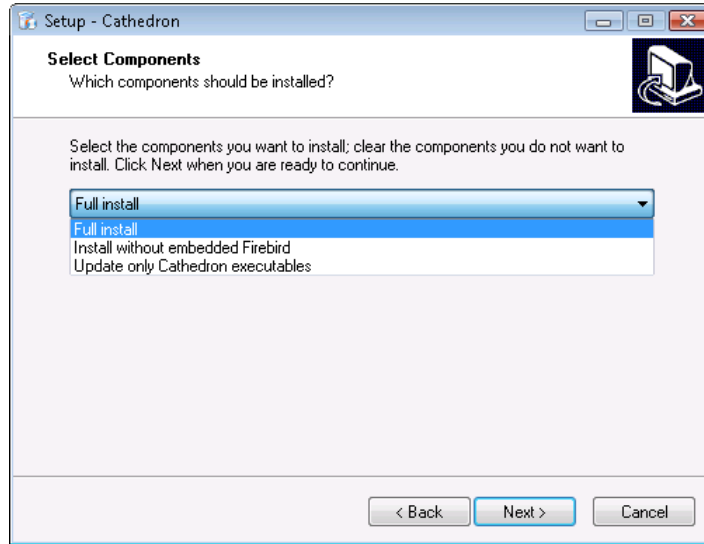 Setup - Cathedron
Select Components
Which components should be installed?
Select the components you want to install; clear the components you do not want to
install. Click Next when you are ready to continue.
Full install
Full install
Install without embedded Firebird
Update only Cathedron executables
< Back
Next >
Cancel